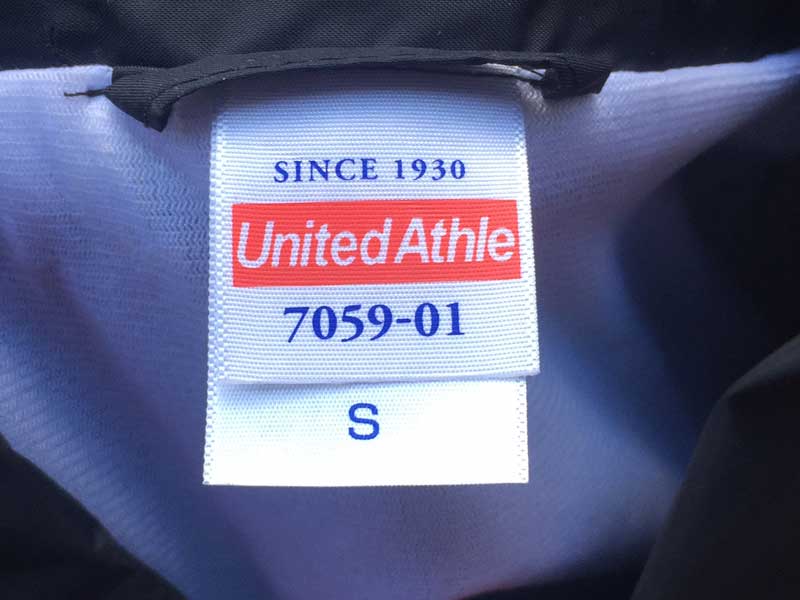 SINCE 1930
United Athle
7059-01
S